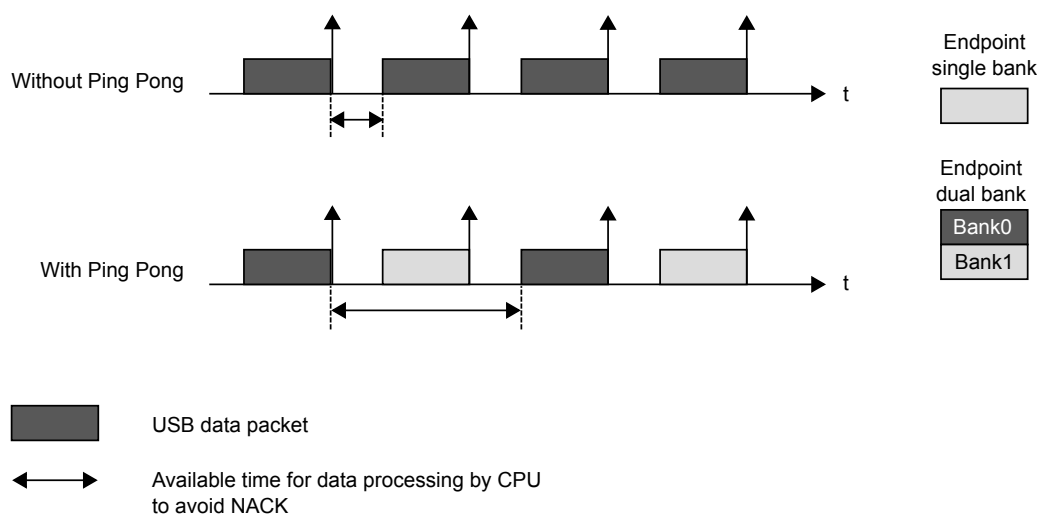 Without Ping Pong
t
Endpoint
single bank
Endpoint
dual bank
Bank0
Bank1
With Ping Pong
t
USB data packet
Available time for data processing by CPU
to avoid NACK